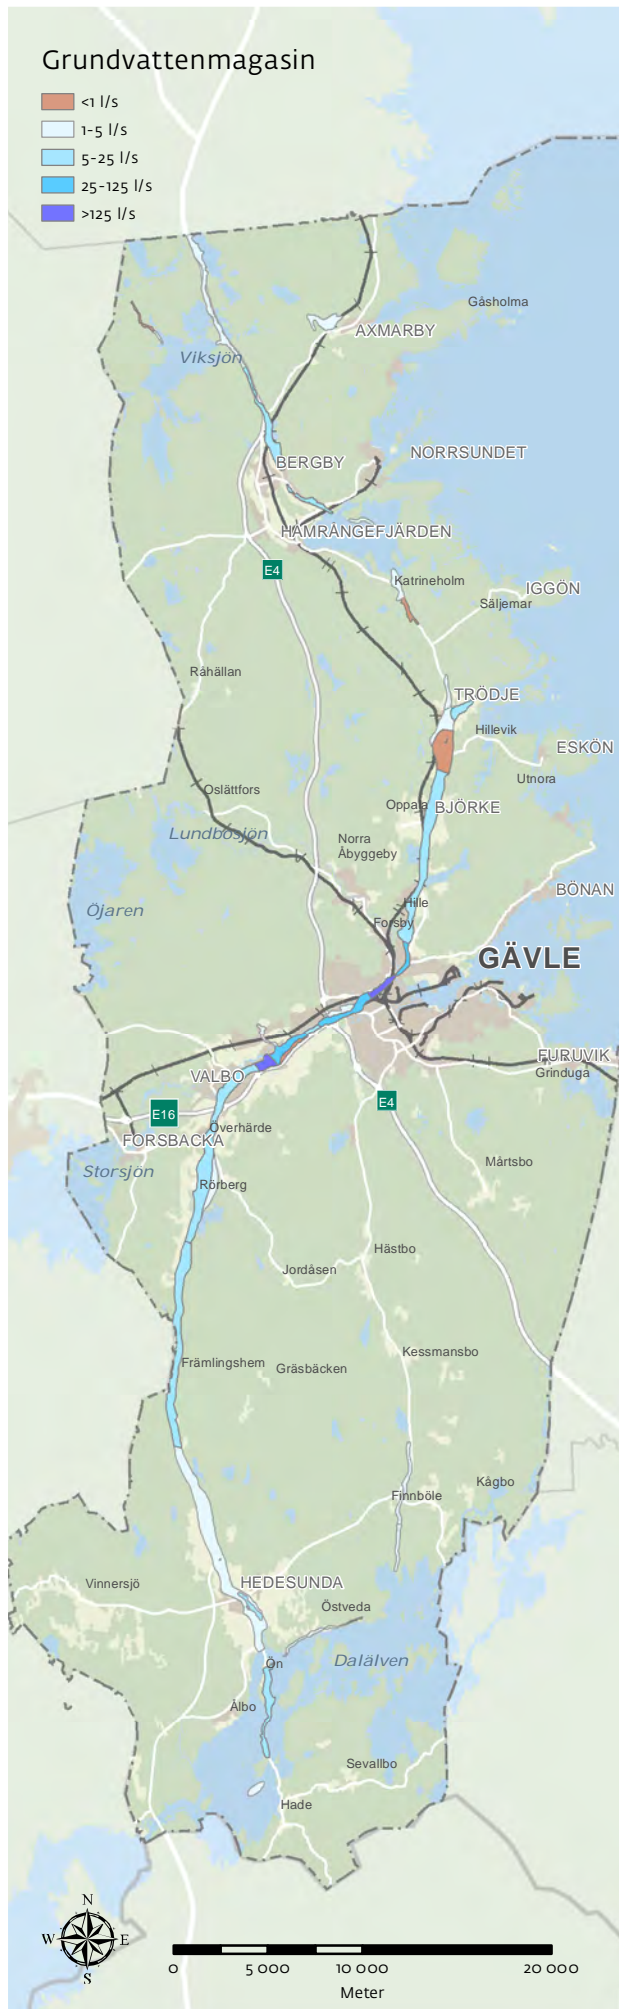 Grundvattenmagasin
<1 l/s
1-5 l/s
5-25 l/s
25-125 l/s
>125 l/s
Gåsholma
AXMARBY
Viksjön
NORRSUNDET
BERGBY
HAMRÅNGEFJÄRDEN
E4
Katrineholm
IGGÖN
Säljemar
Råhällan
TRÖDJE
Hillevik
ESKÖN
Utnora
Oslättfors
Oppala
BJÖRKE
Lundbosjön
Norra
Åbyggeby
BÖNAN
Öjaren
Hille
Forsby
GÄVLE
FURUVIK
Grinduga
VALBO
E4
E16
Överhärde
FORSBACKA
Mårtsbo
Storsjön
Rörberg
Hästbo
Jordåsen
Kessmansbo
Främlingshem
Gräsbäcken
Kågbo
Finnböle
Vinnersjö
HEDESUNDA
Östveda
Dalälven
Ön
Ålbo
Sevallbo
Hade
N
W E
S
0 5 000 10 000 20 000
Meter